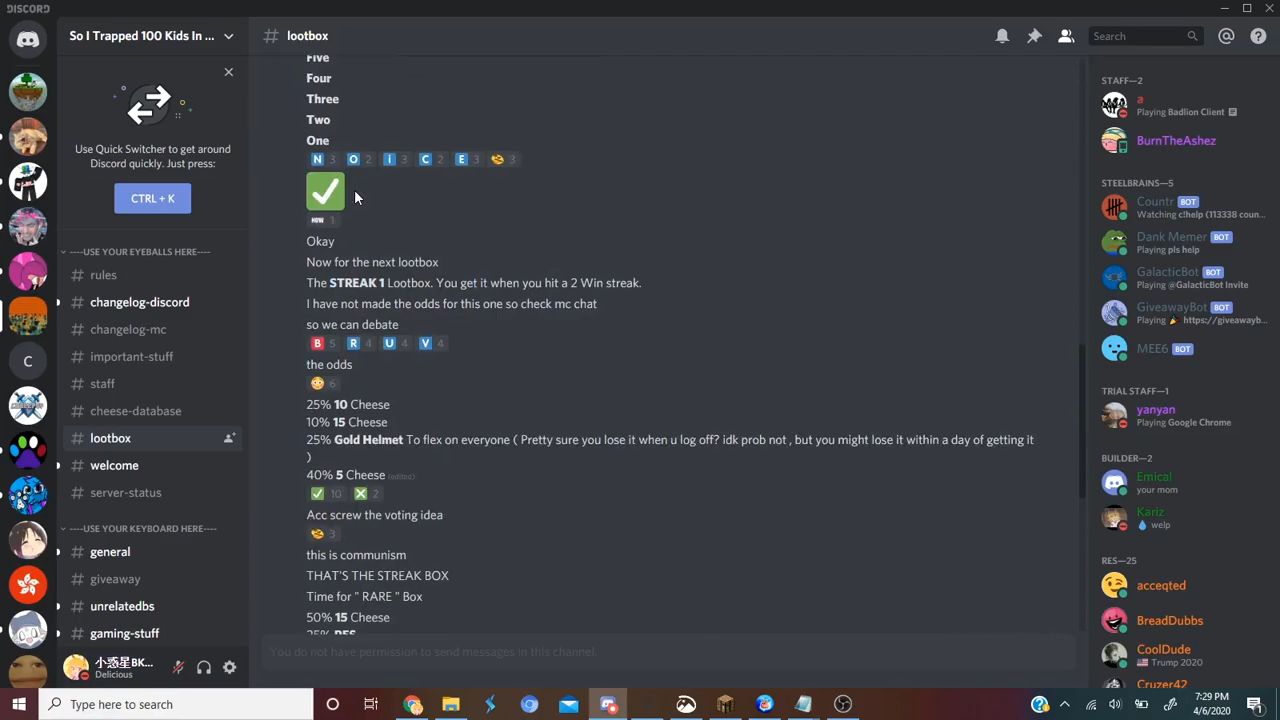 DISCORD
So I Trapped 100 Kids In ...
# lootbox
Search
Use Quick Switcher to get around
Discord quickly. Just press:
CTRL + K
----USE YOUR EYEBALLS HERE----
# rules
# changelog-discord
# changelog-mc
# important-stuff
# staff
# cheese-database
# lootbox
# welcome
# server-status
----USE YOUR KEYBOARD HERE----
# general
# giveaway
# unrelatedbs
# gaming-stuff
小惑星BK...
Delicious
Five
Four
Three
Two
One
N 3 O 2 i 3 C 2 E 3 3
1
Okay
Now for the next lootbox
The STREAK 1 Lootbox. You get it when you hit a 2 Win streak.
I have not made the odds for this one so check mc chat
so we can debate
B 5 R 4 U 4 V 4
the odds
6
25% 10 Cheese
10% 15 Cheese
25% Gold Helmet To flex on everyone ( Pretty sure you lose it when u log off? idk prob not , but you might lose it within a day of getting it
)
40% 5 Cheese (edited)
10 2
Acc screw the voting idea
3
this is communism
THAT'S THE STREAK BOX
Time for " RARE " Box
50% 15 Cheese
25% RES
You do not have permission to send messages in this channel.
STAFF—2
a
Playing Badlion Client
BurnTheAshez
STEELBRAINS—5
Countr BOT
Watching c!help (113338 coun...
Dank Memer BOT
Playing pls help
GalacticBot BOT
Playing @GalacticBot Invite
GiveawayBot BOT
Playing 🎉 https://giveawayb...
MEE6 BOT
TRIAL STAFF—1
yanyan
Playing Google Chrome
BUILDER—2
Emical
your mom
Kariz
💧 welp
RES—25
acceqted
BreadDubbs
CoolDude
Trump 2020
Cruzer42
Type here to search
7:29 PM
4/6/2020